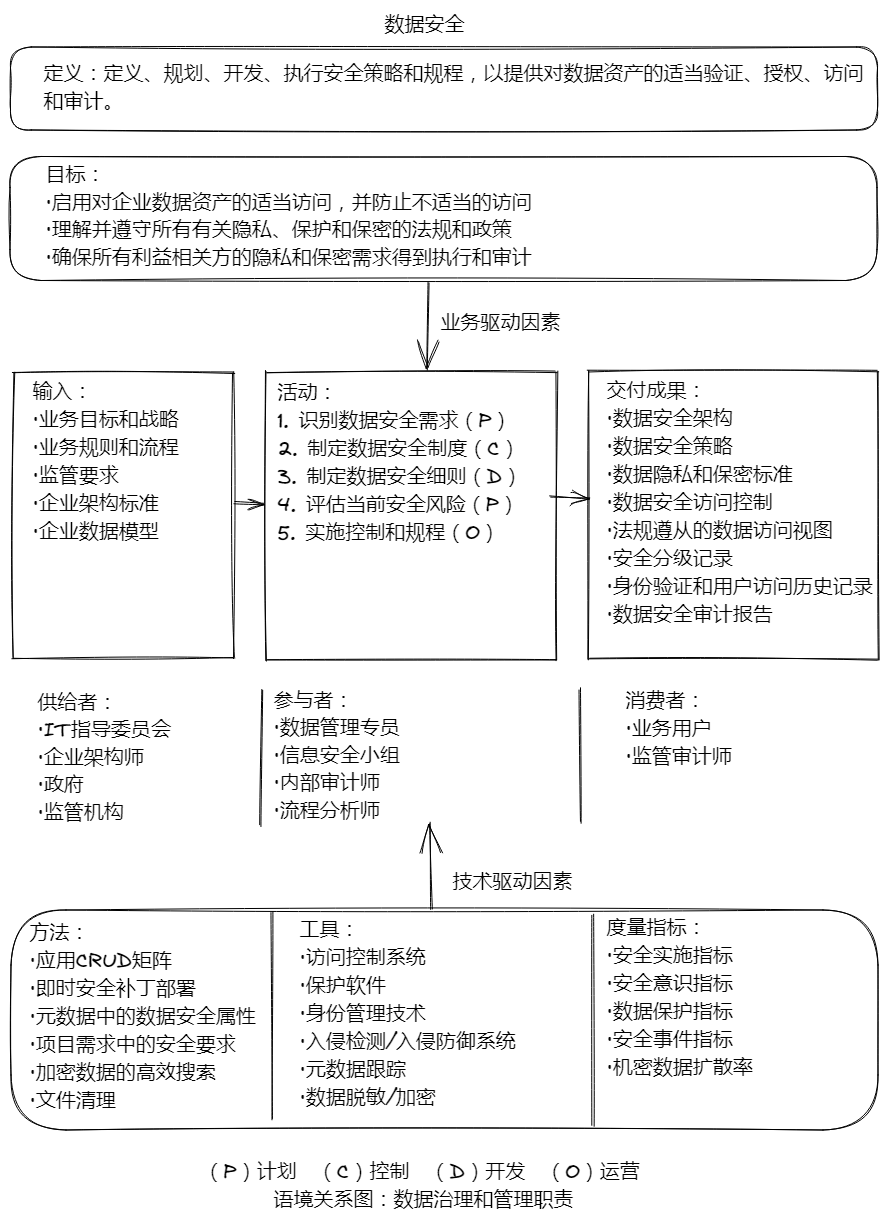 数据安全
定义：定义、规划、开发、执行安全策略和规程，以提供对数据资产的适当验证、授权、访问
和审计。
目标：
·启用对企业数据资产的适当访问，并防止不适当的访问
·理解并遵守所有有关隐私、保护和保密的法规和政策
·确保所有利益相关方的隐私和保密需求得到执行和审计
业务驱动因素
输入：
·业务目标和战略
·业务规则和流程
·监管要求
·企业架构标准
·企业数据模型
活动：
1. 识别数据安全需求（P）
2. 制定数据安全制度（C）
3. 制定数据安全细则（D）
4. 评估当前安全风险（P）
5. 实施控制和规程（O）
交付成果：
·数据安全架构
·数据安全策略
·数据隐私和保密标准
·数据安全访问控制
·法规遵从的数据访问视图
·安全分级记录
·身份验证和用户访问历史记录
·数据安全审计报告
供给者：
·IT指导委员会
·企业架构师
·政府
·监管机构
参与者：
·数据管理专员
·信息安全小组
·内部审计师
·流程分析师
消费者：
·业务用户
·监管审计师
技术驱动因素
方法：
·应用CRUD矩阵
·即时安全补丁部署
·元数据中的数据安全属性
·项目需求中的安全要求
·加密数据的高效搜索
·文件清理
工具：
·访问控制系统
·保护软件
·身份管理技术
·入侵检测/入侵防御系统
·元数据跟踪
·数据脱敏/加密
度量指标：
·安全实施指标
·安全意识指标
·数据保护指标
·安全事件指标
·机密数据扩散率
（P）计划 （C）控制 （D）开发 （O）运营
语境关系图：数据治理和管理职责